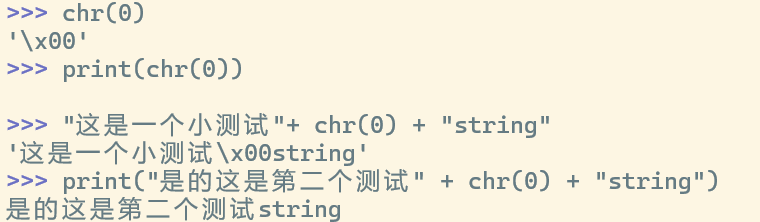 >>> chr(0)
'\x00'
>>> print(chr(0))
>>> "这是一个小测试"+ chr(0) + "string"
'这是一个小测试\x00string'
>>> print("是的这是第二个测试" + chr(0) + "string")
是的这是第二个测试string